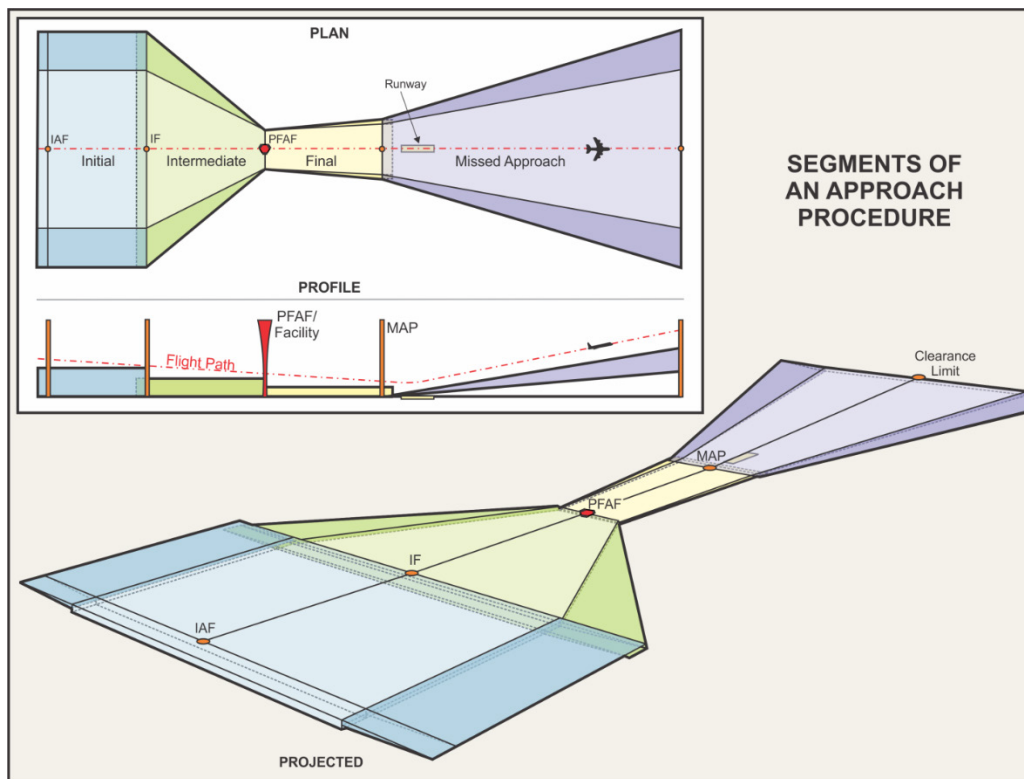 PLAN
Runway
IAF
IF
PFAF
Initial
Intermediate
Final
Missed Approach
SEGMENTS OF
AN APPROACH
PROCEDURE
PROFILE
PFAF/
Facility
MAP
Flight Path
Clearance
Limit
MAP
PFAF
IF
IAF
PROJECTED